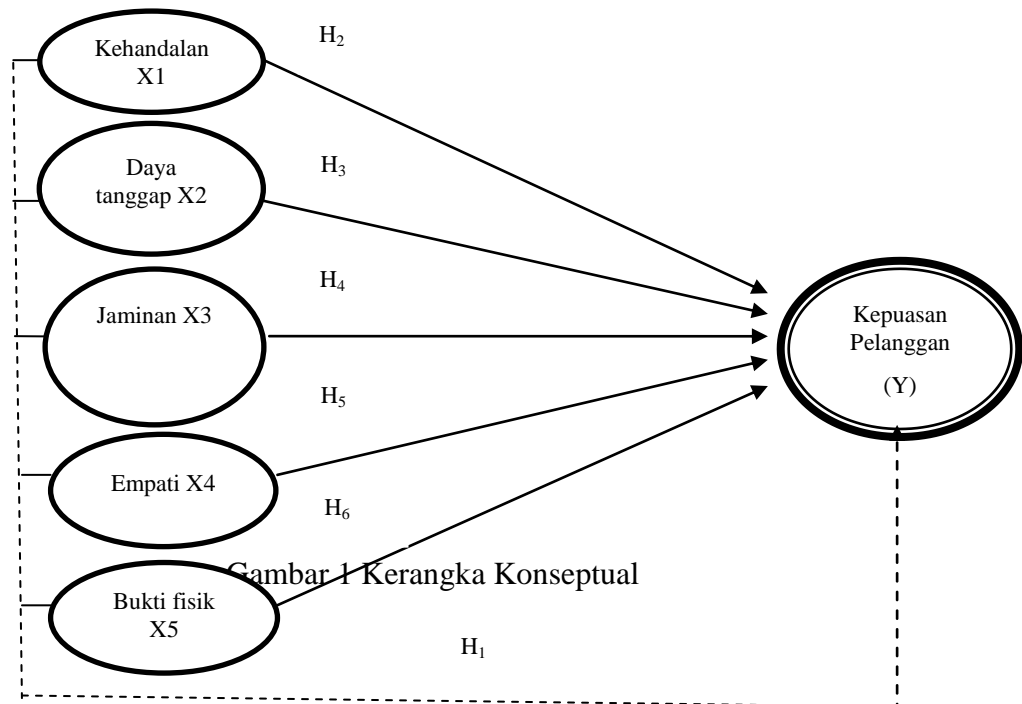 H₂
Kehandalan
X1
H₃
Daya
tanggap X2
H₄
Jaminan X3
Kepuasan
Pelanggan
(Y)
H₅
Empati X4
H₆
Gambar 1 Kerangka Konseptual
Bukti fisik
X5
H₁